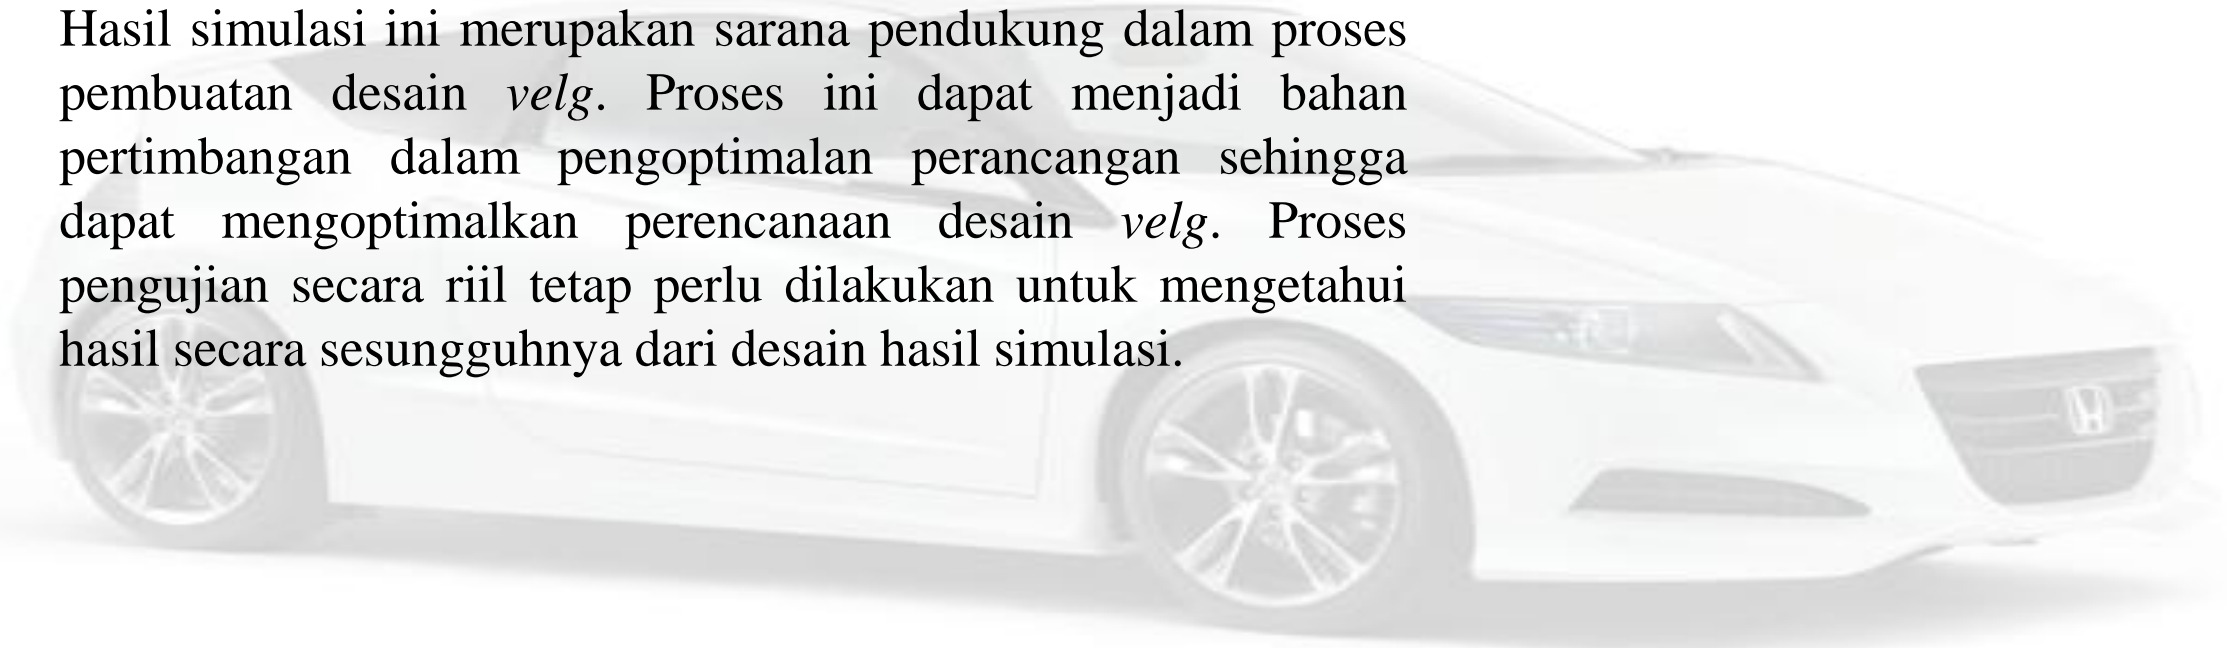 Hasil simulasi ini merupakan sarana pendukung dalam proses
pembuatan desain velg. Proses ini dapat menjadi bahan
pertimbangan dalam pengoptimalan perancangan sehingga
dapat mengoptimalkan perencanaan desain velg. Proses
pengujian secara riil tetap perlu dilakukan untuk mengetahui
hasil secara sesungguhnya dari desain hasil simulasi.